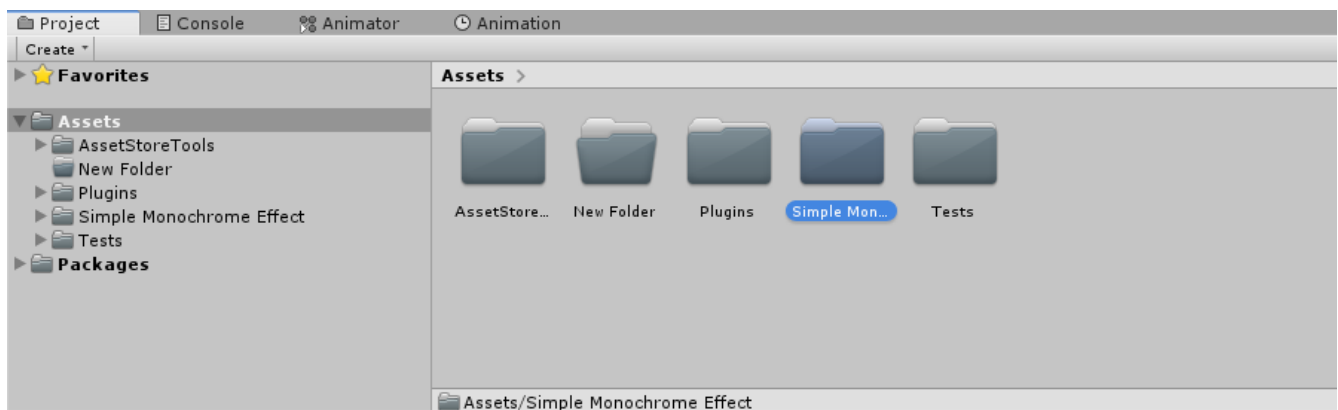 Project Console Animator Animation
Create
Favorites
Assets
AssetStoreTools
New Folder
Plugins
Simple Monochrome Effect
Tests
Packages
Assets >
AssetStore... New Folder Plugins Simple Mon... Tests
Assets/Simple Monochrome Effect